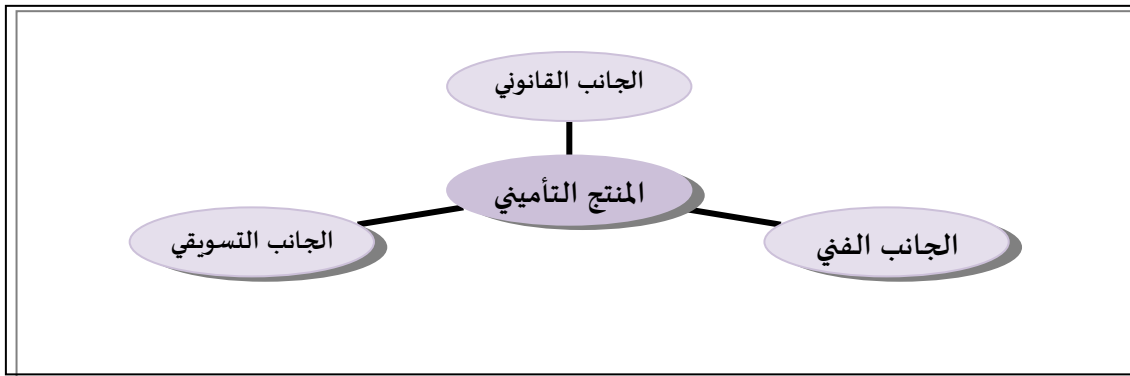 الجانب القانوني
المنتج التأميني
الجانب الفني
الجانب التسويقي